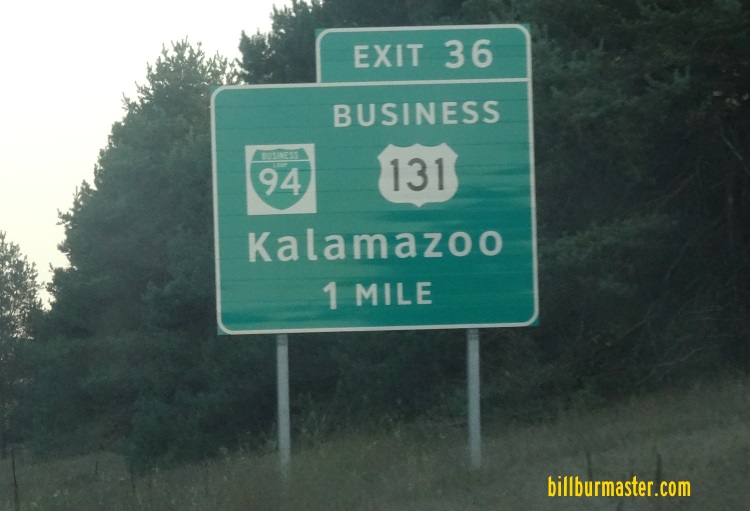 EXIT 36
BUSINESS
BUSINESS
LOOP
94
131
Kalamazoo
1 MILE
billburmaster.com